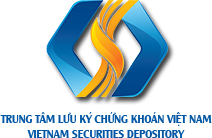 TRUNG TÂM LƯU KÝ CHỨNG KHOÁN VIỆT NAM
VIETNAM SECURITIES DEPOSITORY